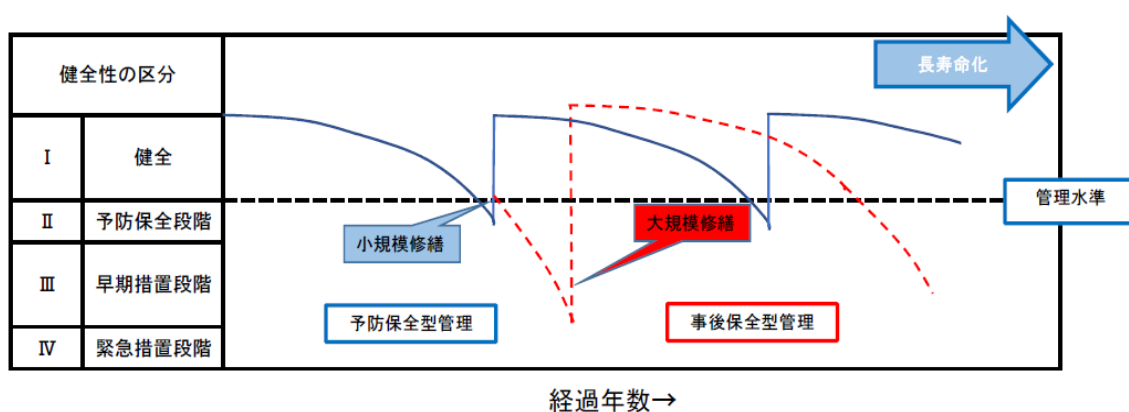 長寿命化
健全性の区分
Ⅰ 健全
管理水準
Ⅱ 予防保全段階
小規模修繕
大規模修繕
Ⅲ 早期措置段階
予防保全型管理
事後保全型管理
Ⅳ 緊急措置段階
経過年数→